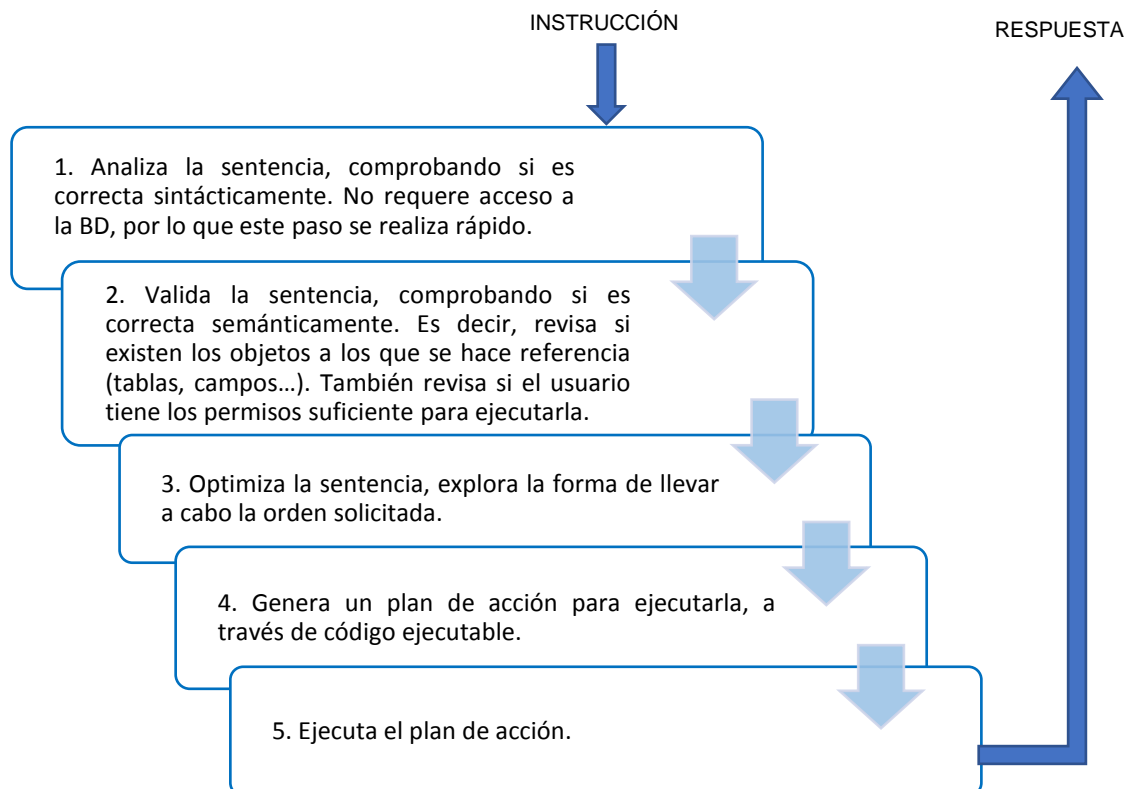 INSTRUCCIÓN
RESPUESTA
1. Analiza la sentencia, comprobando si es
correcta sintácticamente. No requere acceso a
la BD, por lo que este paso se realiza rápido.
2. Valida la sentencia, comprobando si es
correcta semánticamente. Es decir, revisa si
existen los objetos a los que se hace referencia
(tablas, campos…). También revisa si el usuario
tiene los permisos suficiente para ejecutarla.
3. Optimiza la sentencia, explora la forma de llevar
a cabo la orden solicitada.
4. Genera un plan de acción para ejecutarla, a
través de código ejecutable.
5. Ejecuta el plan de acción.